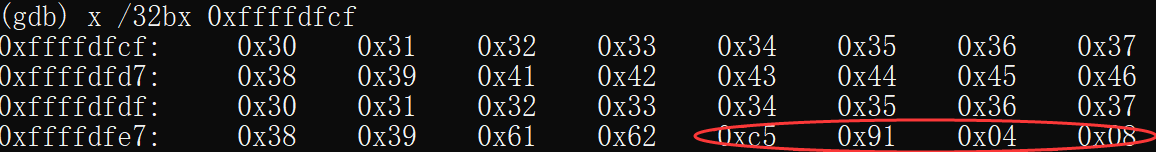 (gdb) x /32bx 0xffffdfcf
0xffffdfcf: 0x30 0x31 0x32 0x33 0x34 0x35 0x36 0x37
0xffffdfd7: 0x38 0x39 0x41 0x42 0x43 0x44 0x45 0x46
0xffffdfdf: 0x30 0x31 0x32 0x33 0x34 0x35 0x36 0x37
0xffffdfe7: 0x38 0x39 0x61 0x62 0xc5 0x91 0x04 0x08